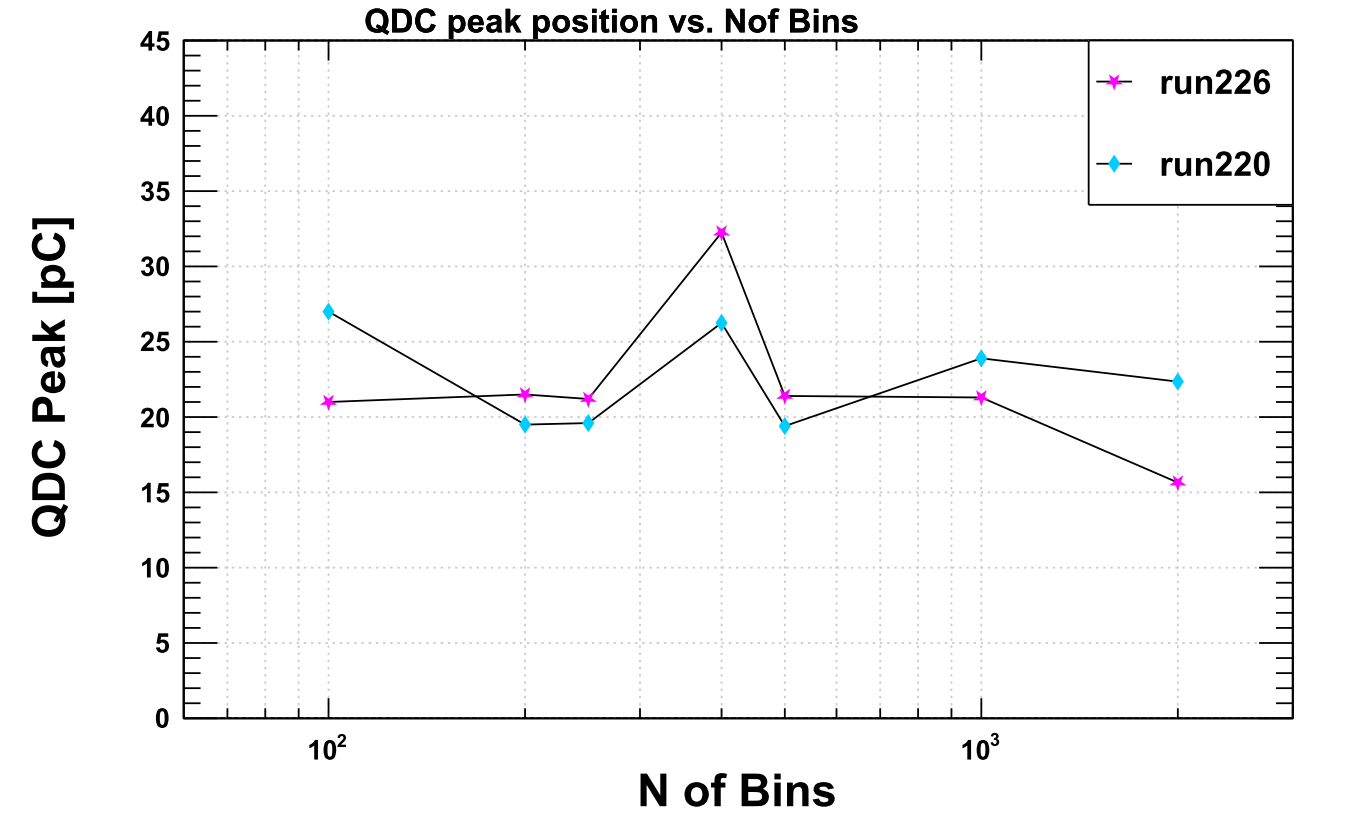 QDC peak position vs. Nof Bins
run226
run220
QDC Peak [pC]
45
40
35
30
25
20
15
10
5
0
10²
10³
N of Bins